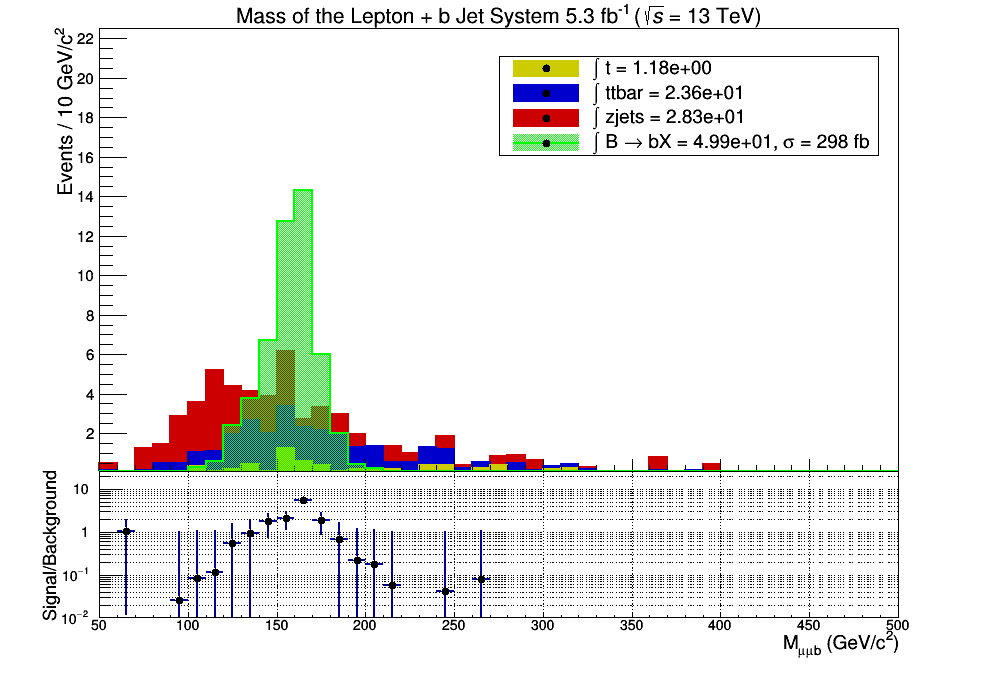 Mass of the Lepton + b Jet System 5.3 fb⁻¹ (√s = 13 TeV)
Events / 10 GeV/c²
22
20
18
16
14
12
10
8
6
4
2
∫ t = 1.18e+00
∫ ttbar = 2.36e+01
∫ zjets = 2.83e+01
∫ B → bX = 4.99e+01, σ = 298 fb
Signal/Background
10
1
10⁻¹
10⁻²
50 100 150 200 250 300 350 400 450 500
M_μμb (GeV/c²)